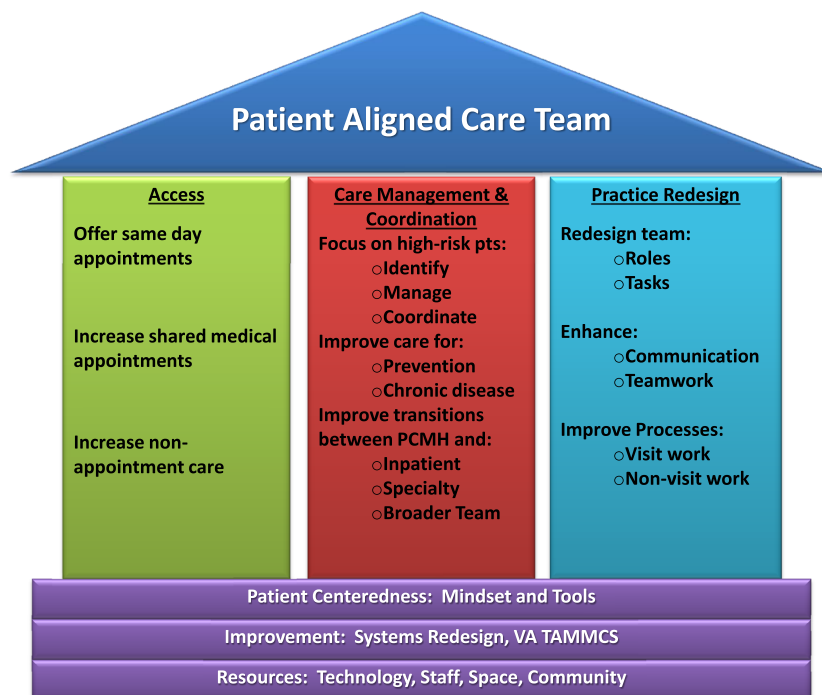 Patient Aligned Care Team
Access
Offer same day
appointments
Increase shared medical
appointments
Increase non-
appointment care
Care Management &
Coordination
Focus on high-risk pts:
oIdentify
oManage
oCoordinate
Improve care for:
oPrevention
oChronic disease
Improve transitions
between PCMH and:
oInpatient
oSpecialty
oBroader Team
Practice Redesign
Redesign team:
oRoles
oTasks
Enhance:
oCommunication
oTeamwork
Improve Processes:
oVisit work
oNon-visit work
Patient Centeredness: Mindset and Tools
Improvement: Systems Redesign, VA TAMMCS
Resources: Technology, Staff, Space, Community